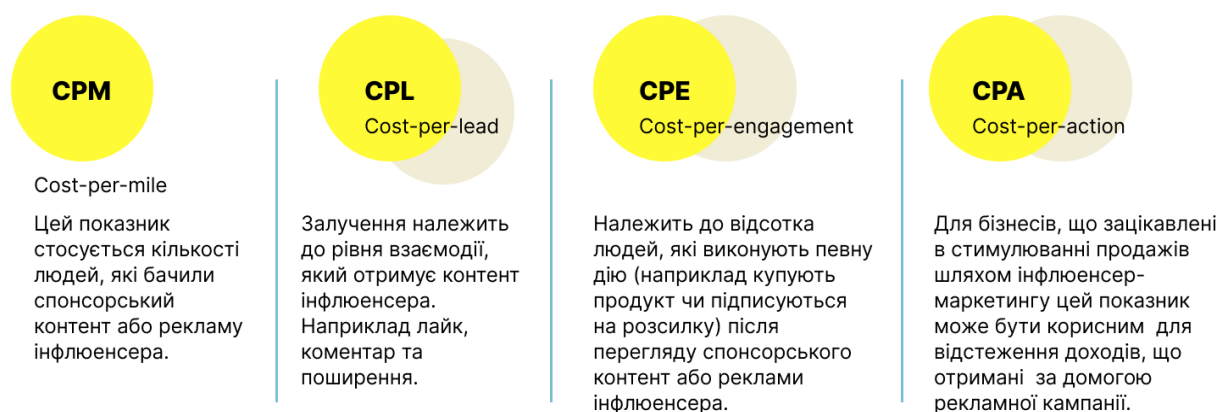 CPM
Cost-per-mile
Цей показник
стосується кількості
людей, які бачили
спонсорський
контент або рекламу
інфлюенсера.
CPL
Cost-per-lead
Залучення належить
до рівня взаємодії,
який отримує контент
інфлюенсера.
Наприклад лайк,
коментар та
поширення.
CPE
Cost-per-engagement
Належить до відсотка
людей, які виконують певну
дію (наприклад купують
продукт чи підписуються
на розсилку) після
перегляду спонсорського
контент або реклами
інфлюенсера.
CPA
Cost-per-action
Для бізнесів, що зацікавлені
в стимулюванні продажів
шляхом інфлюенсер-
маркетингу цей показник
може бути корисним для
відстеження доходів, що
отримані за домогою
рекламної кампанії.